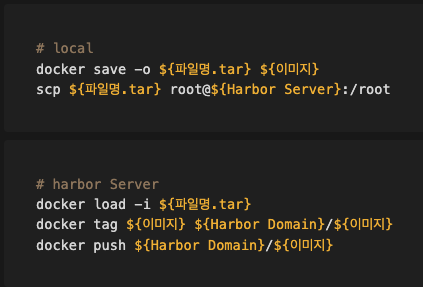 # local
docker save -o ${파일명.tar} ${이미지}
scp ${파일명.tar} root@${Harbor Server}:/root
# harbor Server
docker load -i ${파일명.tar}
docker tag ${이미지} ${Harbor Domain}/${이미지}
docker push ${Harbor Domain}/${이미지}